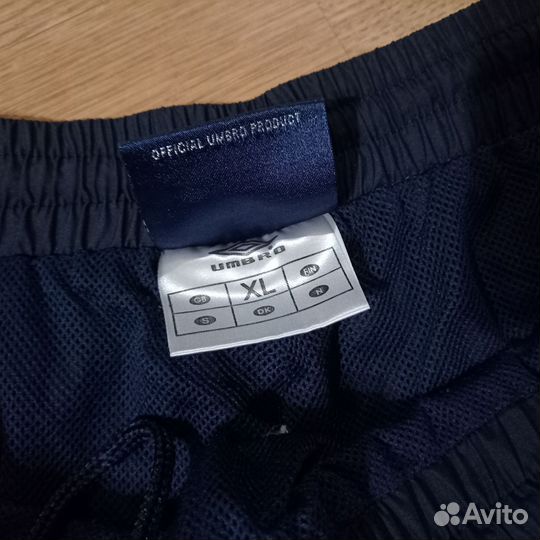 OFFICIAL UMBRO PRODUCT
UMBRO
GB XL FIN
S DK N
Avito